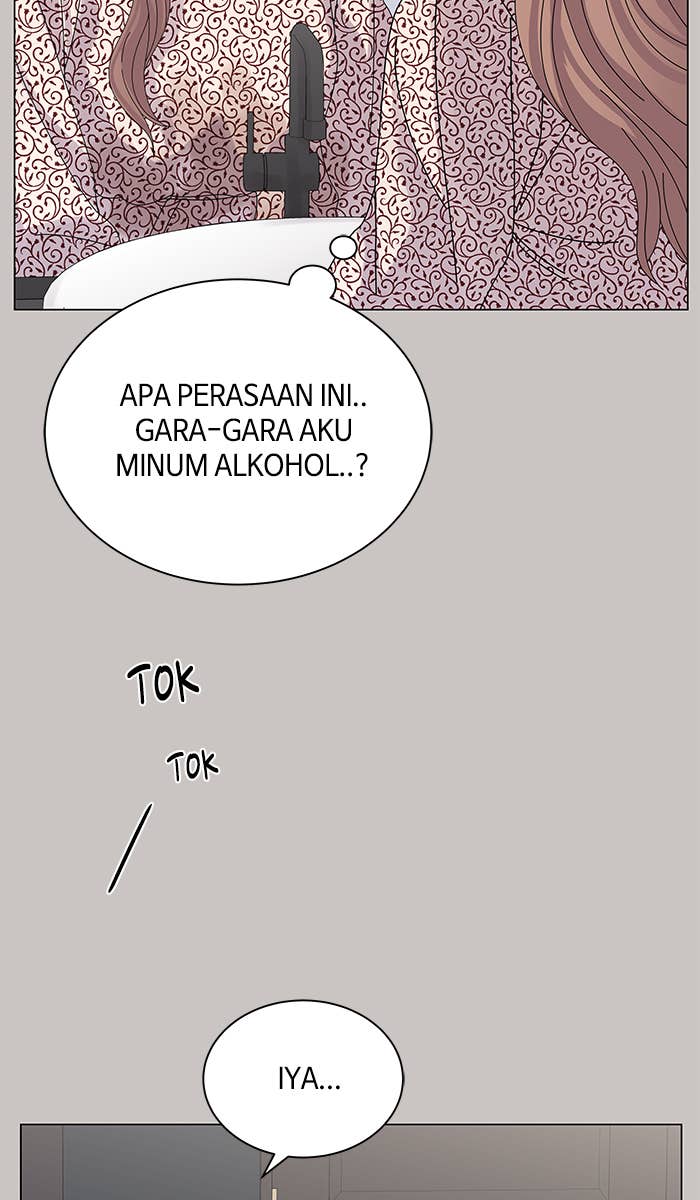 APA PERASAAN INI..
GARA-GARA AKU
MINUM ALKOHOL..?
TOK
TOK
IYA...